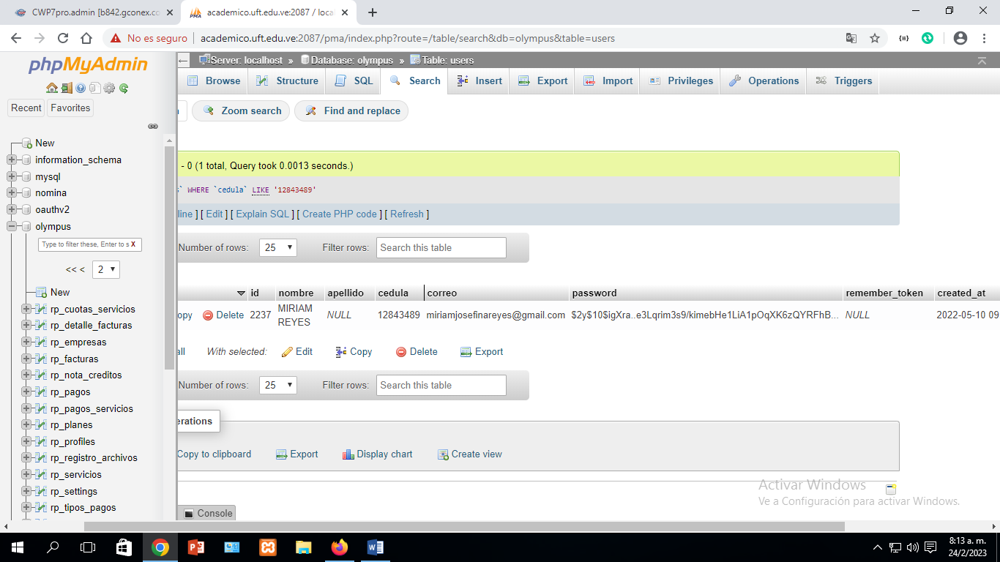 CWP7pro.admin [b842.gconex.co
academico.uft.edu.ve:2087 / loca
No es seguro
academico.uft.edu.ve:2087/pma/index.php?route=/table/search&db=olympus&table=users
phpMyAdmin
Recent Favorites
New
information_schema
mysql
nomina
oauthv2
olympus
Type to filter these, Enter to s X
<< < 2
New
rp_cuotas_servicios
rp_detalle_facturas
rp_empresas
rp_facturas
rp_nota_creditos
rp_pagos
rp_pagos_servicios
rp_planes
rp_profiles
rp_registro_archivos
rp_servicios
rp_settings
rp_tipos_pagos
Server: localhost » Database: olympus » Table: users
Browse Structure SQL Search Insert Export Import Privileges Operations Triggers
Zoom search Find and replace
- 0 (1 total, Query took 0.0013 seconds.)
` WHERE `cedula` LIKE '12843489'
line ] [ Edit ] [ Explain SQL ] [ Create PHP code ] [ Refresh ]
Number of rows: 25 Filter rows: Search this table
id nombre apellido cedula correo password remember_token created_at
opy Delete 2237 MIRIAM REYES NULL 12843489 miriamjosefinareyes@gmail.com $2y$10$igXra..e3Lqrim3s9/kimebHe1LiA1pOqXK6zQYRFhB... NULL 2022-05-10 09
all With selected: Edit Copy Delete Export
Number of rows: 25 Filter rows: Search this table
erations
Copy to clipboard Export Display chart Create view
Console
Activar Windows
Ve a Configuración para activar Windows.
8:13 a. m.
24/2/2023